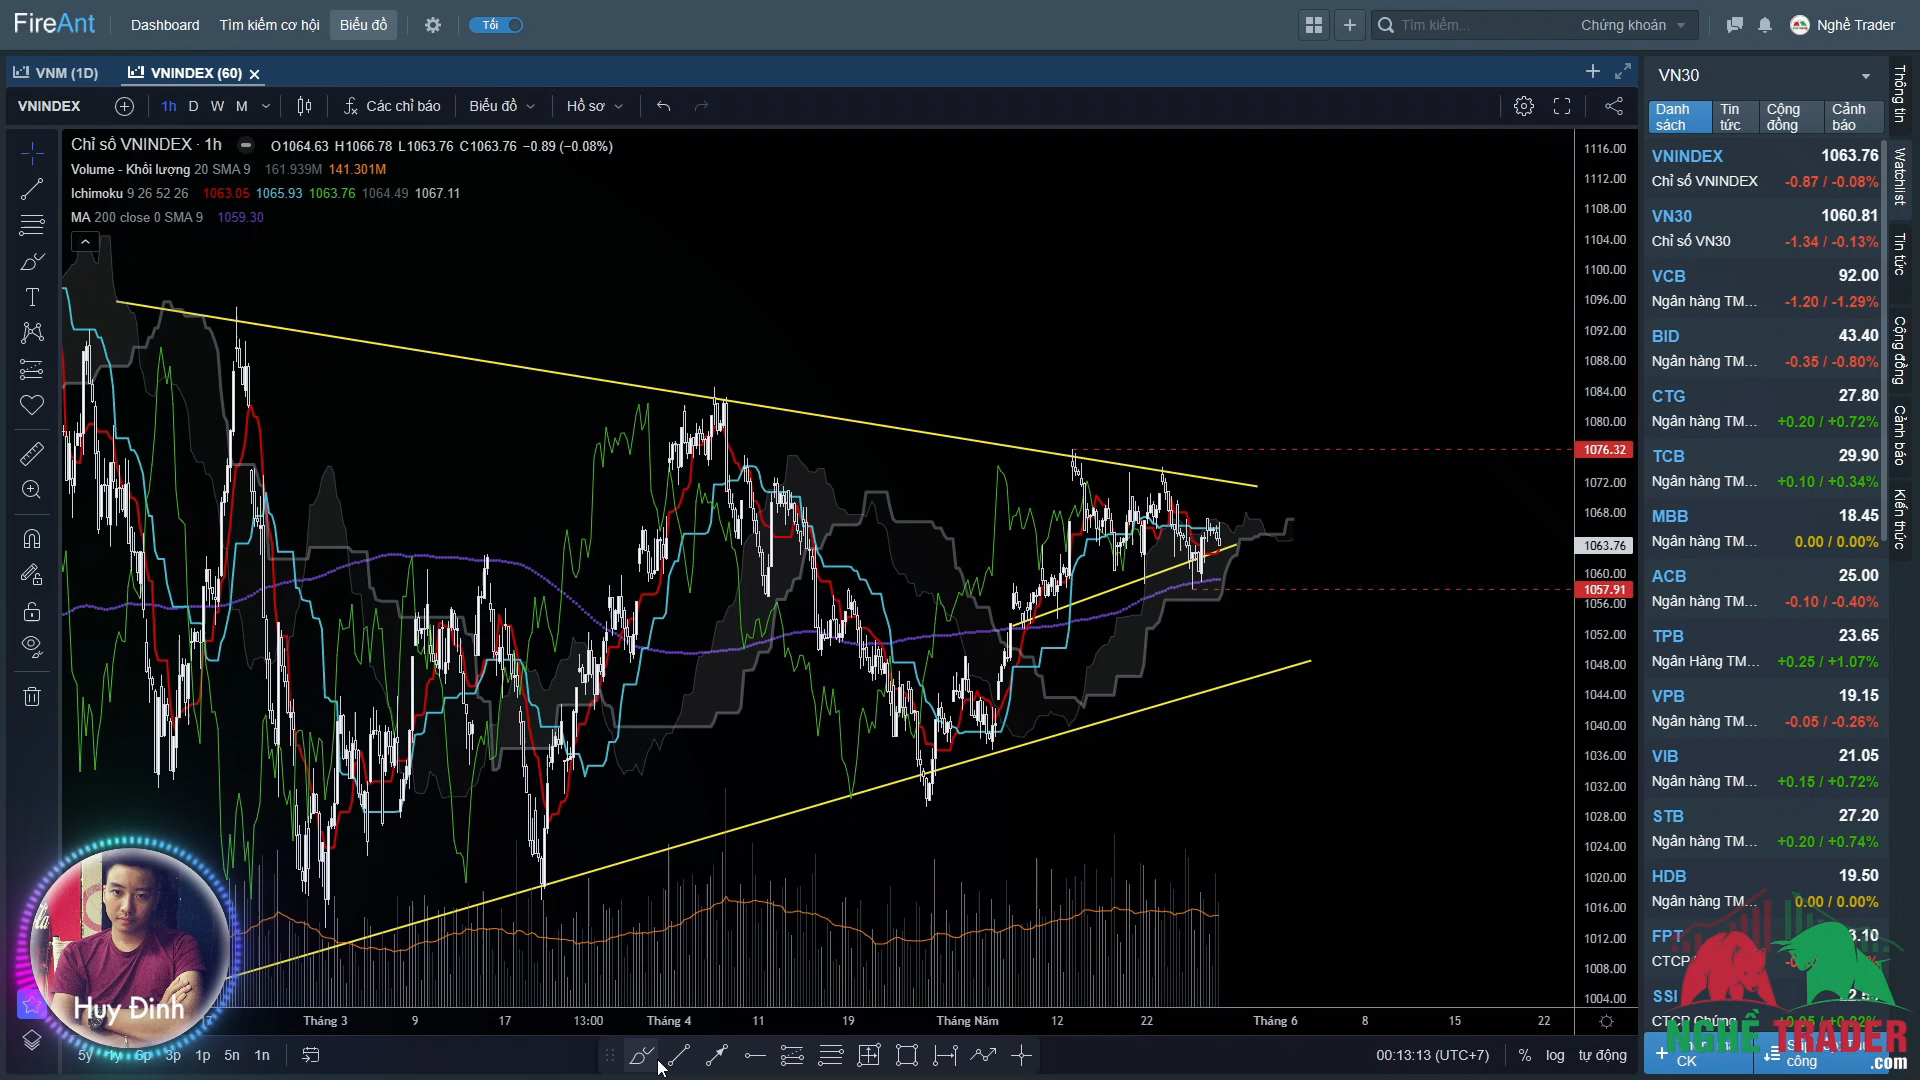 FireAnt Dashboard Tìm kiếm cơ hội Biểu đồ Tối Tìm kiếm... Chứng khoán Nghề Trader
VNM (1D) VNINDEX (60)
VNINDEX 1h D W M Các chỉ báo Biểu đồ Hồ sơ
Chỉ số VNINDEX · 1h O1064.63 H1066.78 L1063.76 C1063.76 −0.89 (−0.08%)
Volume - Khối lượng 20 SMA 9 161.939M 141.301M
Ichimoku 9 26 52 26 1063.05 1065.93 1063.76 1064.49 1067.11
MA 200 close 0 SMA 9 1059.30
1116.00
1112.00
1108.00
1104.00
1100.00
1096.00
1092.00
1088.00
1084.00
1080.00
1076.32
1072.00
1068.00
1063.76
1060.00
1057.91
1056.00
1052.00
1048.00
1044.00
1040.00
1036.00
1032.00
1028.00
1024.00
1020.00
1016.00
1012.00
1008.00
1004.00
Tháng 3 9 17 13:00 Tháng 4 11 19 Tháng Năm 12 22 Tháng 6 8 15 22
Huy Đinh
5y 1y 6p 3p 1p 5n 1n
00:13:13 (UTC+7) % log tự động
VN30
Danh sách
Tin tức
Cộng đồng
Cảnh báo
VNINDEX 1063.76
Chỉ số VNINDEX -0.87 / -0.08%
VN30 1060.81
Chỉ số VN30 -1.34 / -0.13%
VCB 92.00
Ngân hàng TM... -1.20 / -1.29%
BID 43.40
Ngân hàng TM... -0.35 / -0.80%
CTG 27.80
Ngân hàng TM... +0.20 / +0.72%
TCB 29.90
Ngân hàng TM... +0.10 / +0.34%
MBB 18.45
Ngân hàng TM... 0.00 / 0.00%
ACB 25.00
Ngân hàng TM... -0.10 / -0.40%
TPB 23.65
Ngân Hàng TM... +0.25 / +1.07%
VPB 19.15
Ngân hàng TM... -0.05 / -0.26%
VIB 21.05
Ngân hàng TM... +0.15 / +0.72%
STB 27.20
Ngân hàng TM... +0.20 / +0.74%
HDB 19.50
Ngân hàng TM... 0.00 / 0.00%
FPT
CTCP
SSI
CTCP Chứng
CK
công
NGHỀ TRADER
.com
Thông tin
Watchlist
Tin tức
Cộng đồng
Cảnh báo
Kiến thức